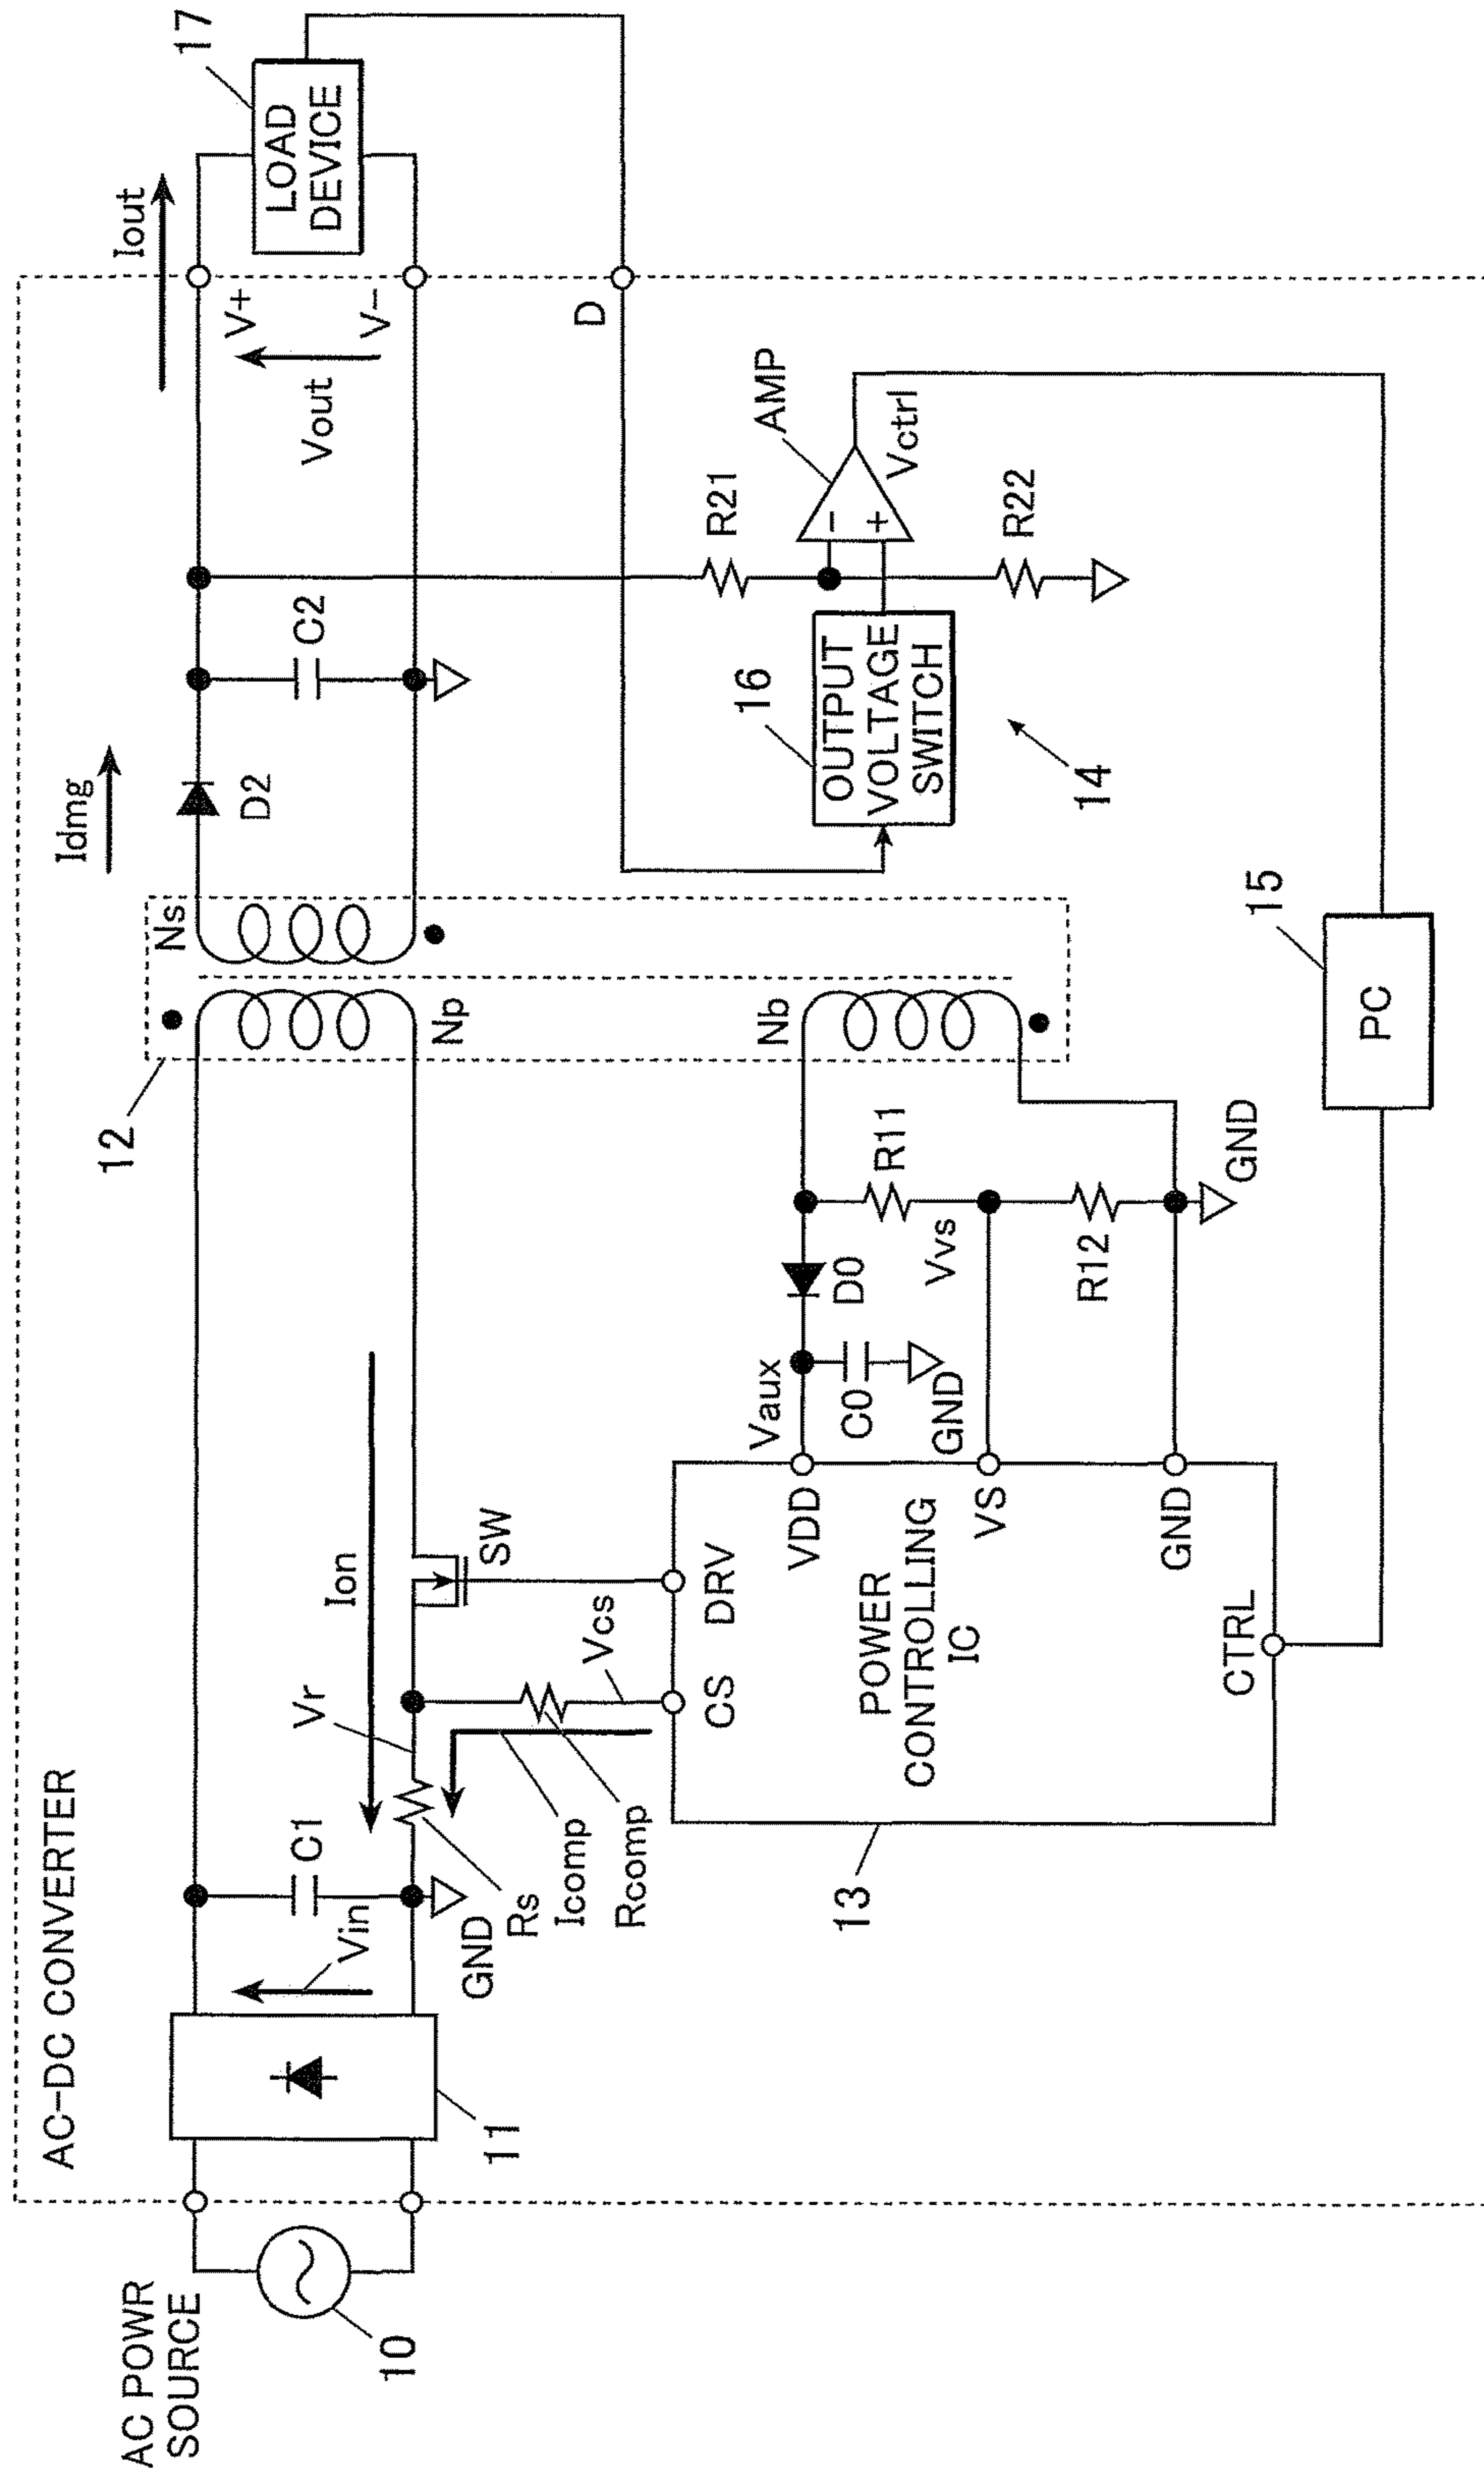 AC-DC CONVERTER
AC POWR
SOURCE
10
11
Vin
C1
GND
Rs
Icomp
Rcomp
Vr
Ion
Vcs
SW
CS
DRV
POWER
CONTROLLING
IC
13
VDD
VS
GND
CTRL
Vaux
C0
GND
D0
Vvs
R11
R12
GND
12
Np
Ns
Nb
PC
15
Idmg
D2
C2
OUTPUT
VOLTAGE
SWITCH
16
14
R21
R22
AMP
−
+
Vctrl
Vout
V+
V−
D
Iout
LOAD
DEVICE
17